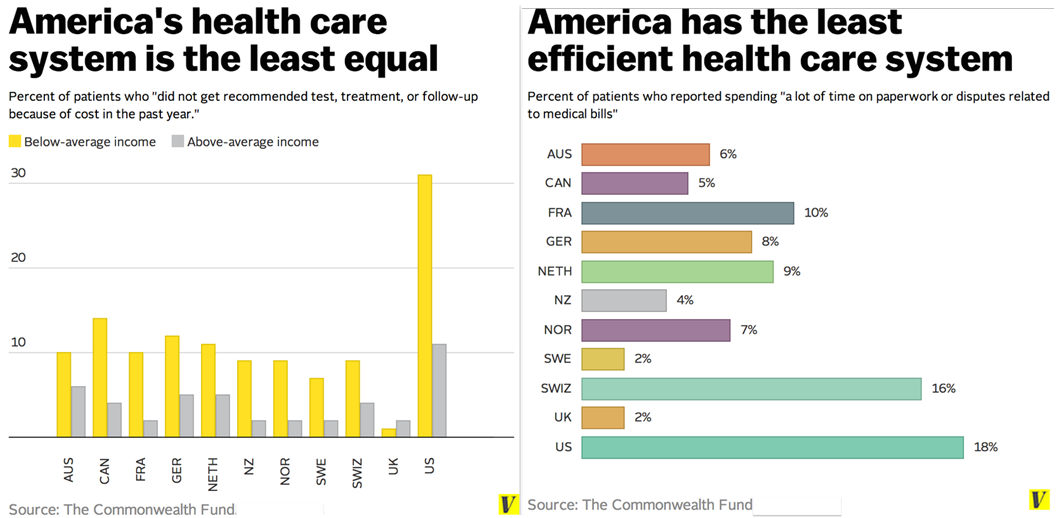 America's health care
system is the least equal
Percent of patients who "did not get recommended test, treatment, or follow-up
because of cost in the past year."
Below-average income Above-average income
30
20
10
AUS CAN FRA GER NETH NZ NOR SWE SWIZ UK US
Source: The Commonwealth Fund
V
America has the least
efficient health care system
Percent of patients who reported spending "a lot of time on paperwork or disputes related
to medical bills"
AUS 6%
CAN 5%
FRA 10%
GER 8%
NETH 9%
NZ 4%
NOR 7%
SWE 2%
SWIZ 16%
UK 2%
US 18%
Source: The Commonwealth Fund
V